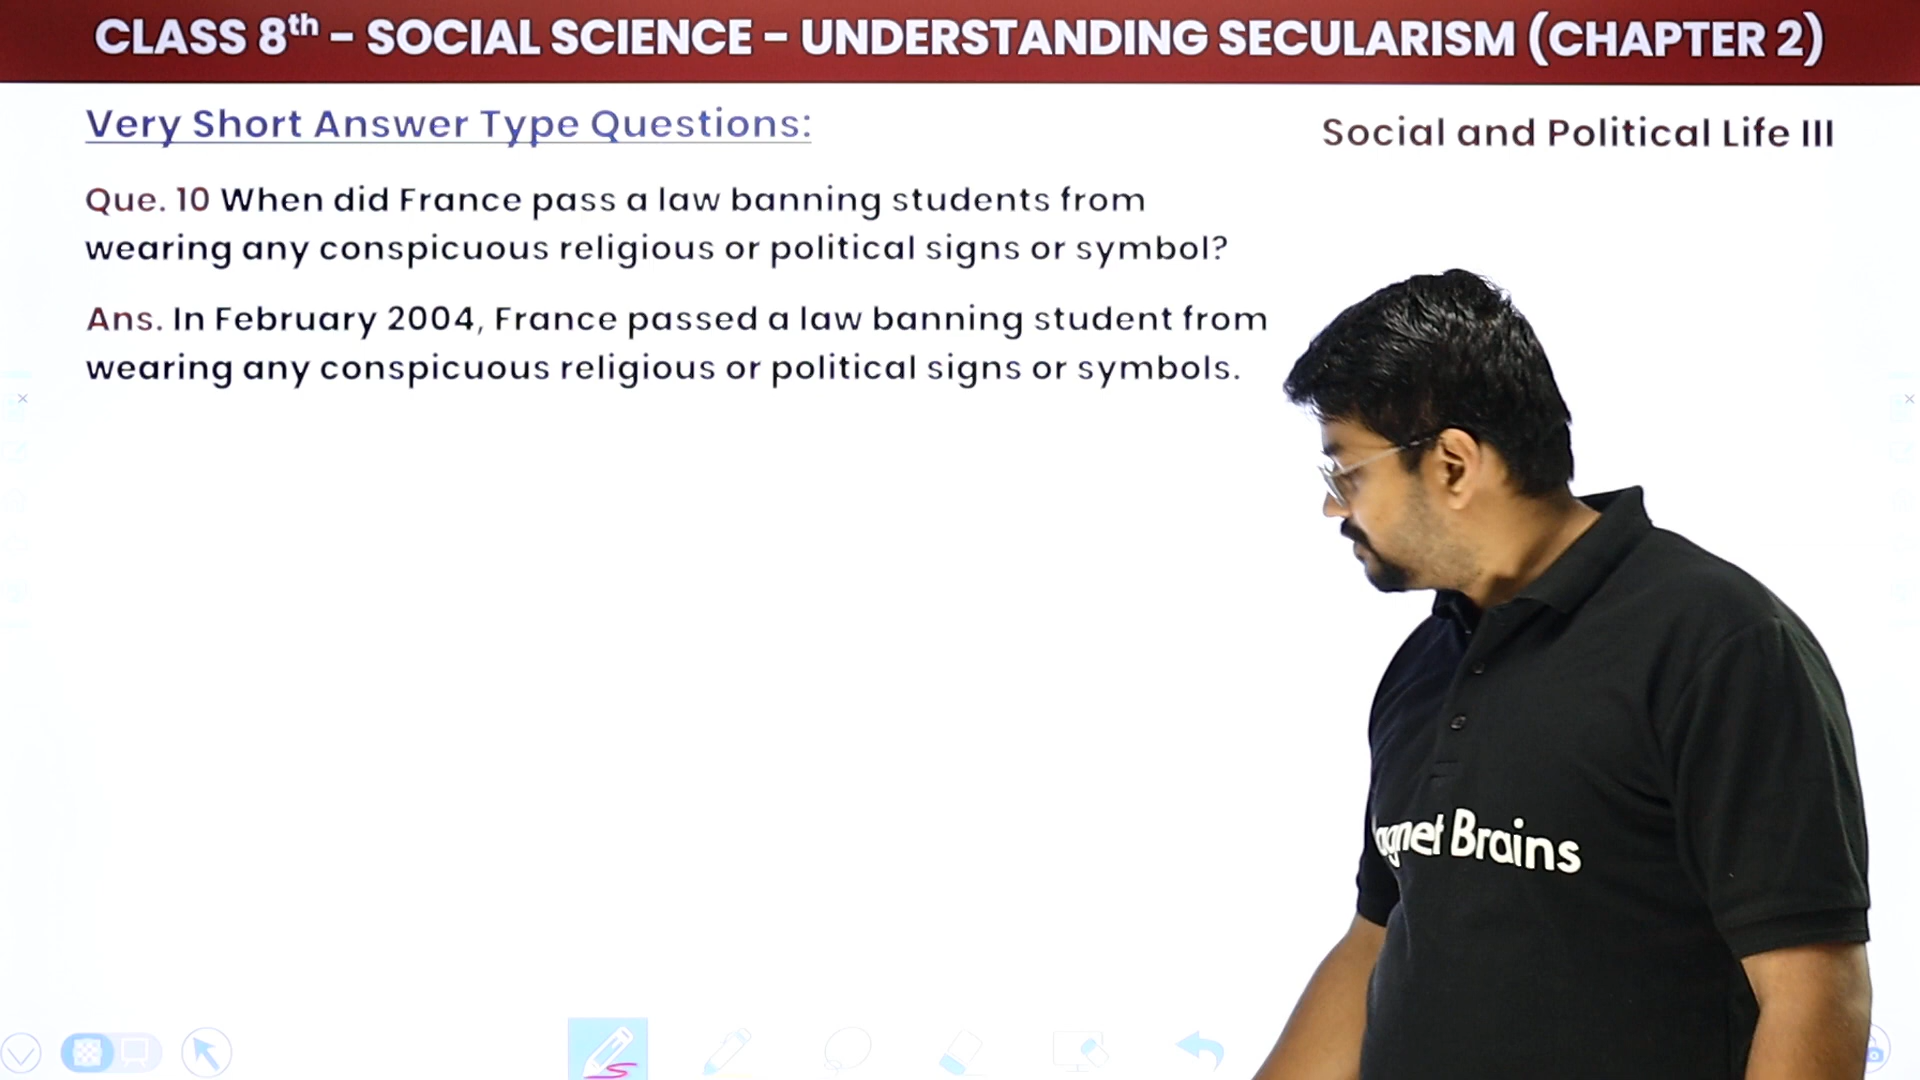 CLASS 8th - SOCIAL SCIENCE - UNDERSTANDING SECULARISM (CHAPTER 2)
Very Short Answer Type Questions:
Social and Political Life III
Que. 10 When did France pass a law banning students from
wearing any conspicuous religious or political signs or symbol?
Ans. In February 2004, France passed a law banning student from
wearing any conspicuous religious or political signs or symbols.
Brains